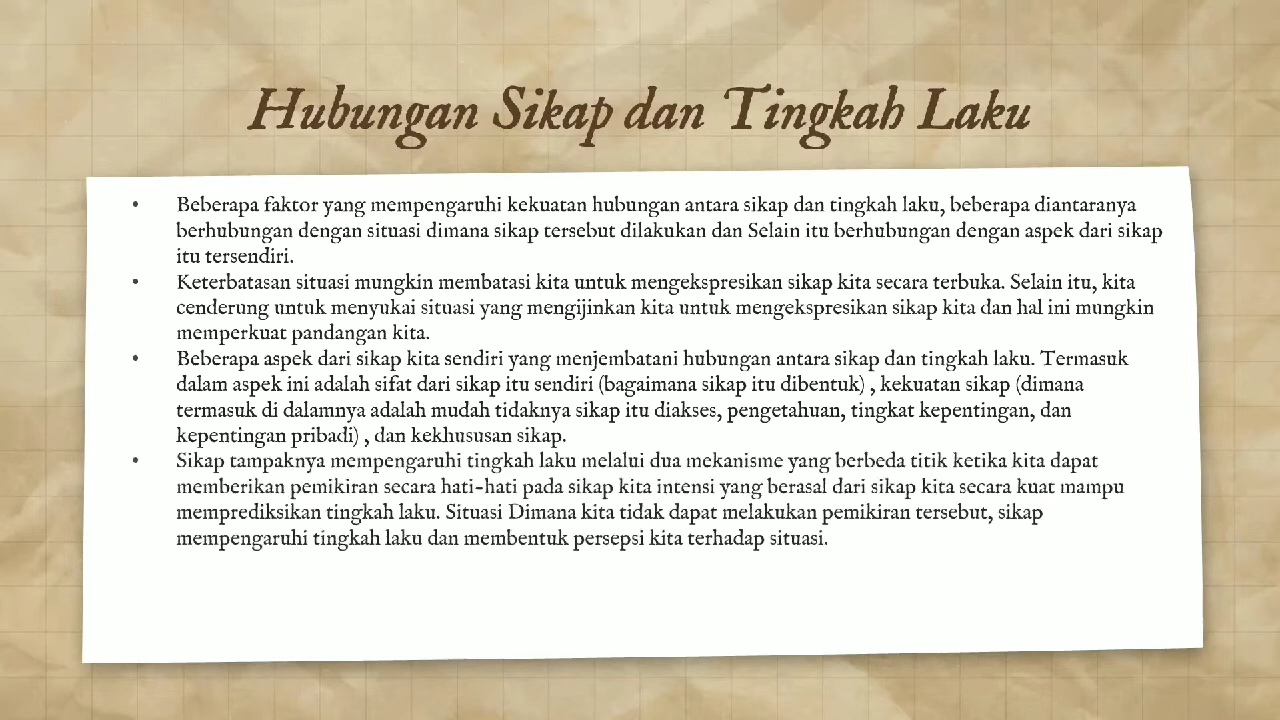 Hubungan Sikap dan Tingkah Laku
• Beberapa faktor yang mempengaruhi kekuatan hubungan antara sikap dan tingkah laku, beberapa diantaranya
berhubungan dengan situasi dimana sikap tersebut dilakukan dan Selain itu berhubungan dengan aspek dari sikap
itu tersendiri.
• Keterbatasan situasi mungkin membatasi kita untuk mengekspresikan sikap kita secara terbuka. Selain itu, kita
cenderung untuk menyukai situasi yang mengijinkan kita untuk mengekspresikan sikap kita dan hal ini mungkin
memperkuat pandangan kita.
• Beberapa aspek dari sikap kita sendiri yang menjembatani hubungan antara sikap dan tingkah laku. Termasuk
dalam aspek ini adalah sifat dari sikap itu sendiri (bagaimana sikap itu dibentuk) , kekuatan sikap (dimana
termasuk di dalamnya adalah mudah tidaknya sikap itu diakses, pengetahuan, tingkat kepentingan, dan
kepentingan pribadi) , dan kekhususan sikap.
• Sikap tampaknya mempengaruhi tingkah laku melalui dua mekanisme yang berbeda titik ketika kita dapat
memberikan pemikiran secara hati-hati pada sikap kita intensi yang berasal dari sikap kita secara kuat mampu
memprediksikan tingkah laku. Situasi Dimana kita tidak dapat melakukan pemikiran tersebut, sikap
mempengaruhi tingkah laku dan membentuk persepsi kita terhadap situasi.